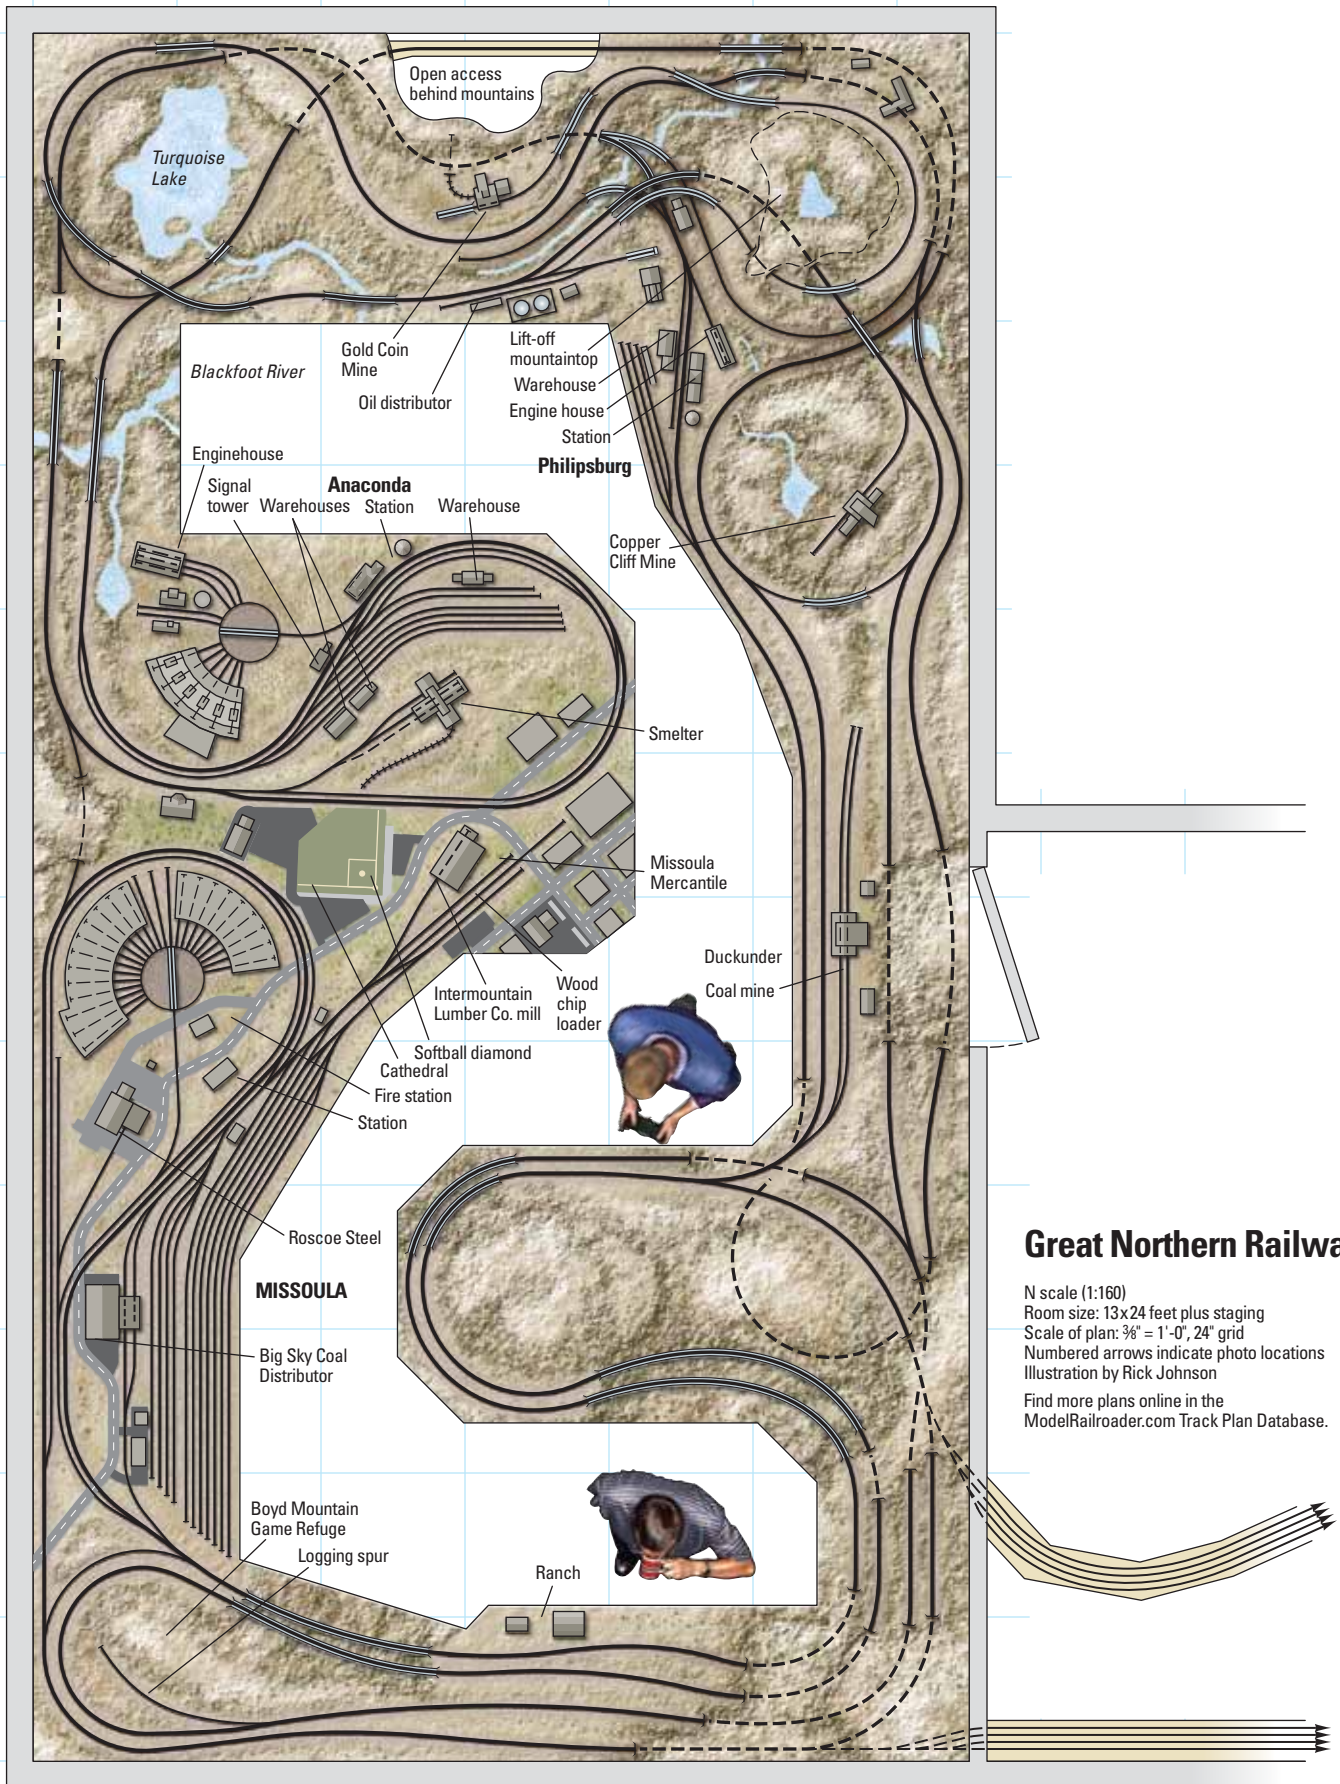 Open access
behind mountains
Turquoise
Lake
Gold Coin
Mine
Oil distributor
Blackfoot River
Lift-off
mountaintop
Warehouse
Engine house
Station
Philipsburg
Enginehouse
Signal
tower
Warehouses
Anaconda
Station
Warehouse
Copper
Cliff Mine
Smelter
Missoula
Mercantile
Duckunder
Coal mine
Intermountain
Lumber Co. mill
Wood
chip
loader
Softball diamond
Cathedral
Fire station
Station
Roscoe Steel
MISSOULA
Big Sky Coal
Distributor
Great Northern Railwa
N scale (1:160)
Room size: 13x24 feet plus staging
Scale of plan: ⅜" = 1'-0", 24" grid
Numbered arrows indicate photo locations
Illustration by Rick Johnson
Find more plans online in the
ModelRailroader.com Track Plan Database.
Boyd Mountain
Game Refuge
Logging spur
Ranch